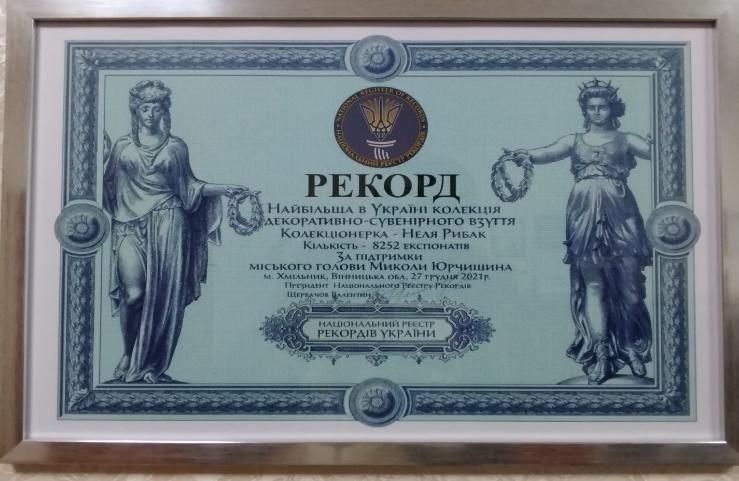 NATIONAL REGISTER OF RECORDS
НАЦІОНАЛЬНИЙ РЕЄСТР РЕКОРДІВ
РЕКОРД
Найбільша в Україні колекція
декоративно-сувенірного взуття
Колекціонерка - Неля Рибак
Кількість - 8252 експонатів
За підтримки
міського голови Миколи Юрчишина
м. Хмільник, Вінницька обл. 27 грудня 2021р.
Президент Національного Реєстру Рекордів
Щербачов Валентин
НАЦІОНАЛЬНИЙ РЕЄСТР
РЕКОРДІВ УКРАЇНИ